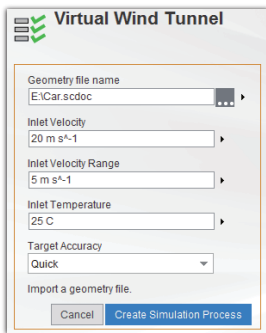 Virtual Wind Tunnel
Geometry file name
E:\Car.scdoc
...
Inlet Velocity
20 m s^-1
Inlet Velocity Range
5 m s^-1
Inlet Temperature
25 C
Target Accuracy
Quick
Import a geometry file.
Cancel Create Simulation Process